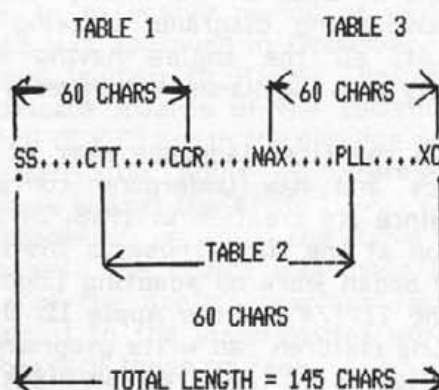 TABLE 1 TABLE 3
60 CHARS 60 CHARS
SS....CTT....CCR....NAX....PLL....XC
TABLE 2
60 CHARS
TOTAL LENGTH = 145 CHARS